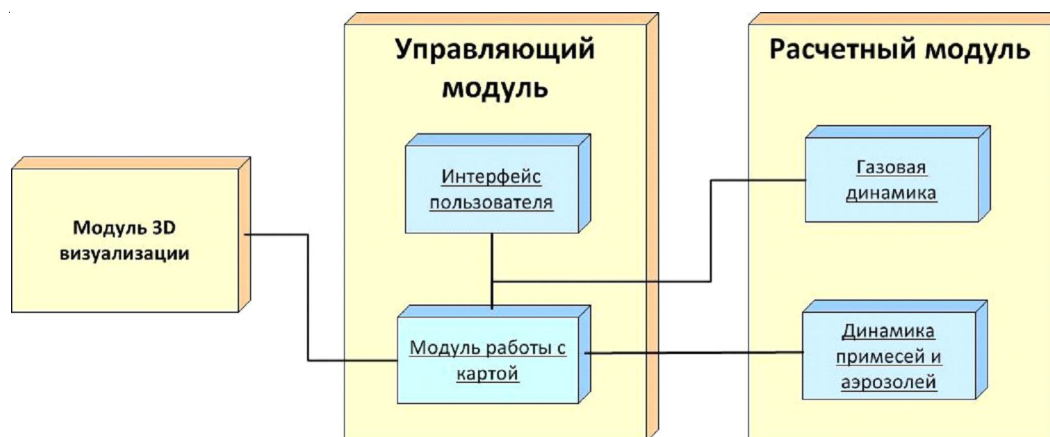 Управляющий
модуль
Расчетный модуль
Интерфейс
пользователя
Газовая
динамика
Модуль 3D
визуализации
Модуль работы с
картой
Динамика
примесей и
аэрозолей